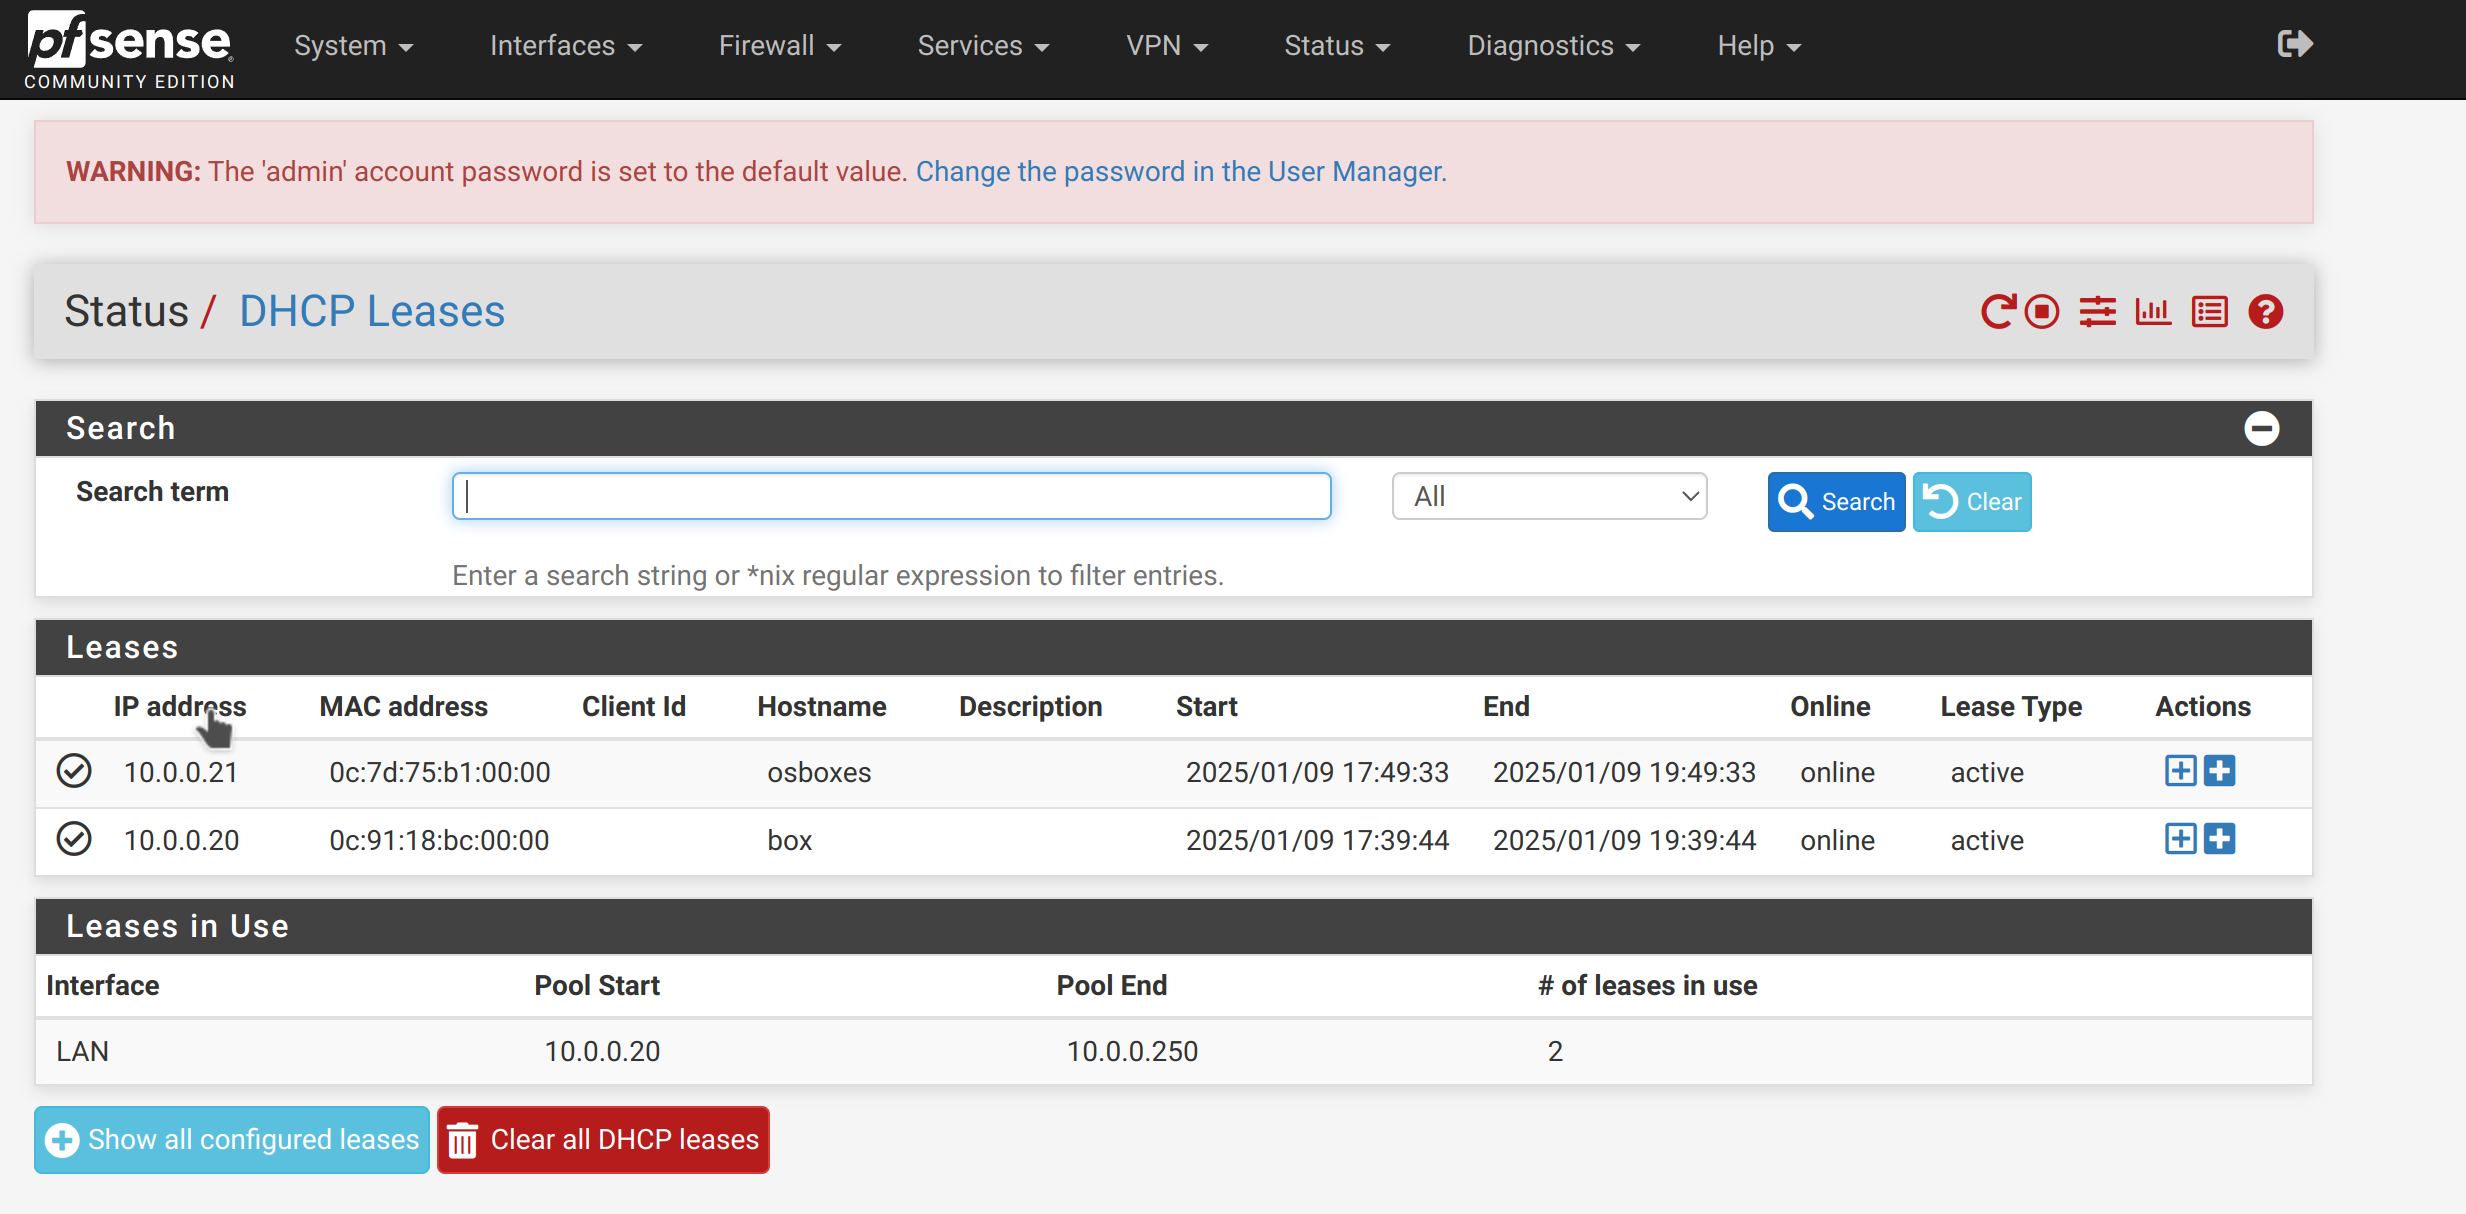 pfsense
COMMUNITY EDITION
System Interfaces Firewall Services VPN Status Diagnostics Help
WARNING: The 'admin' account password is set to the default value. Change the password in the User Manager.
Status / DHCP Leases
Search
Search term All Search Clear
Enter a search string or *nix regular expression to filter entries.
Leases
IP address MAC address Client Id Hostname Description Start End Online Lease Type Actions
10.0.0.21 0c:7d:75:b1:00:00 osboxes 2025/01/09 17:49:33 2025/01/09 19:49:33 online active
10.0.0.20 0c:91:18:bc:00:00 box 2025/01/09 17:39:44 2025/01/09 19:39:44 online active
Leases in Use
Interface Pool Start Pool End # of leases in use
LAN 10.0.0.20 10.0.0.250 2
Show all configured leases Clear all DHCP leases